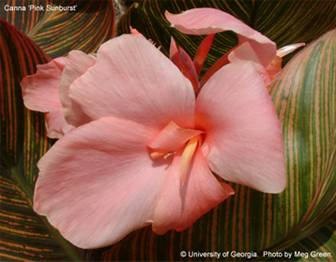 Canna 'Pink Sunburst'
© University of Georgia. Photo by Meg Green